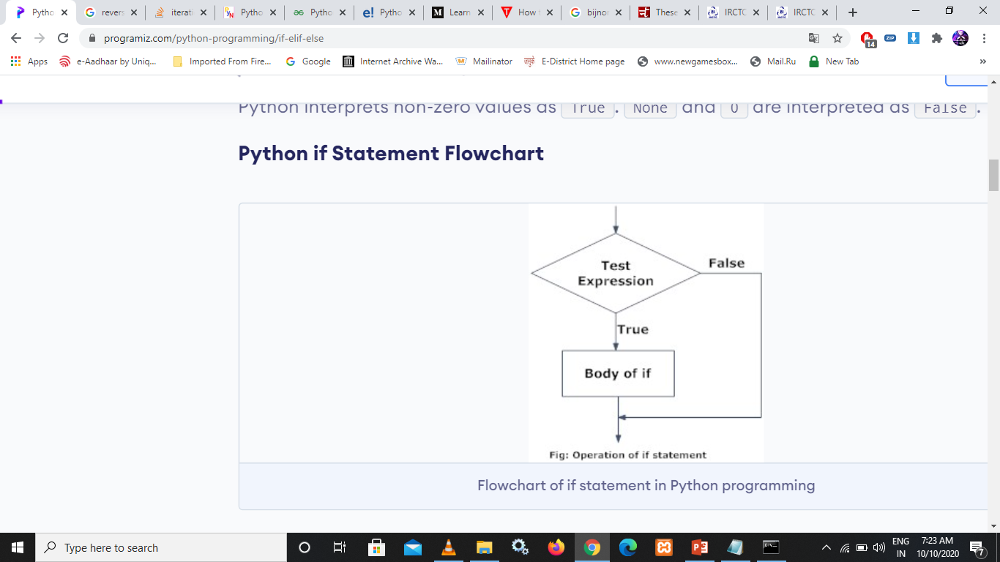 Pytho
revers
iterati
Pytho
Pytho
Pytho
Learn
How t
bijnor
These
IRCTC
IRCTC
programiz.com/python-programming/if-elif-else
14
ZIP
Apps
e-Aadhaar by Uniq...
Imported From Fire...
Google
Internet Archive Wa...
Mailinator
E-District Home page
www.newgamesbox...
Mail.Ru
New Tab
»
Python interprets non-zero values as True . None and 0 are interpreted as False .
Python if Statement Flowchart
Test
Expression
False
True
Body of if
Fig: Operation of if statement
Flowchart of if statement in Python programming
Type here to search
ENG
IN
7:23 AM
10/10/2020
7